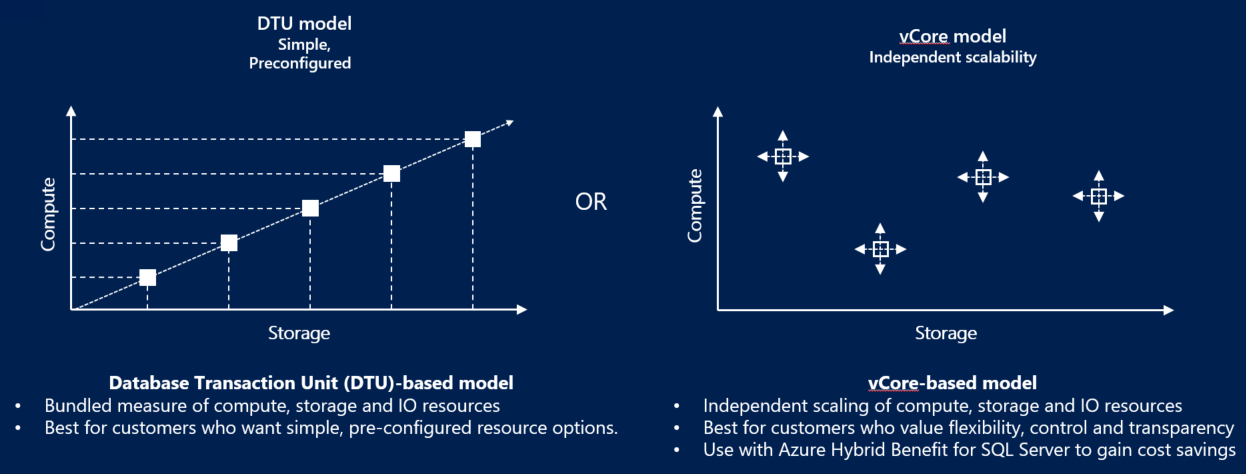 DTU model
Simple,
Preconfigured
Compute
Storage
OR
vCore model
Independent scalability
Compute
Storage
Database Transaction Unit (DTU)-based model
• Bundled measure of compute, storage and IO resources
• Best for customers who want simple, pre-configured resource options.
vCore-based model
• Independent scaling of compute, storage and IO resources
• Best for customers who value flexibility, control and transparency
• Use with Azure Hybrid Benefit for SQL Server to gain cost savings